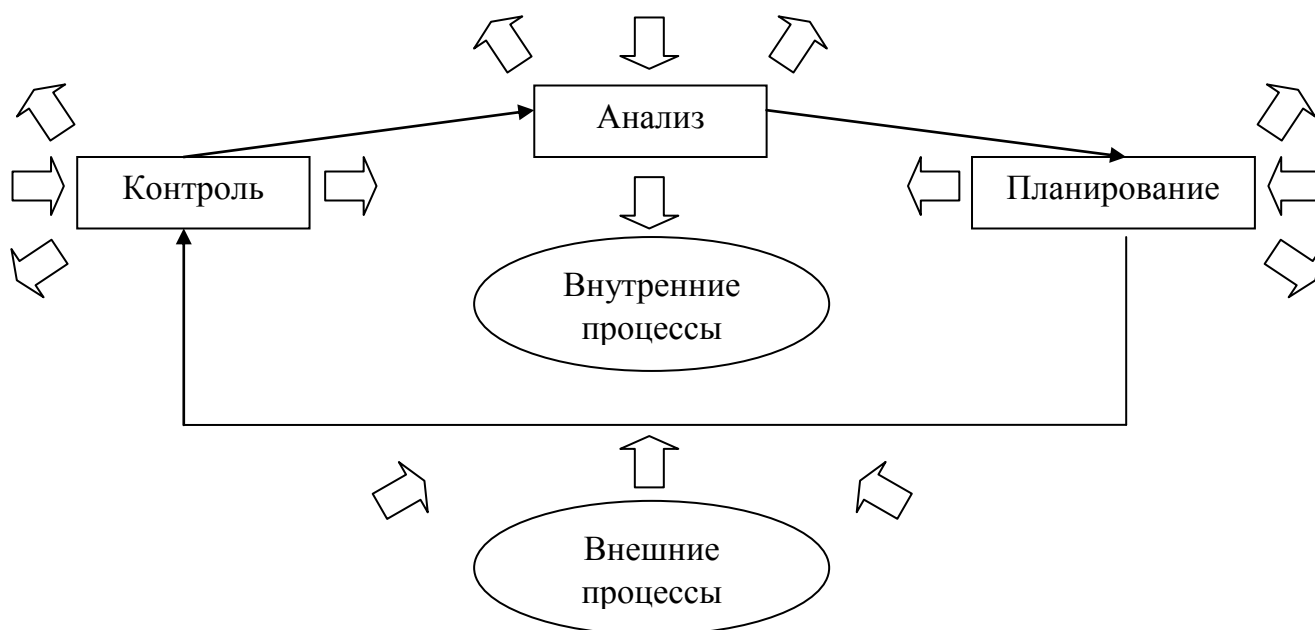 Анализ
Контроль
Планирование
Внутренние
процессы
Внешние
процессы